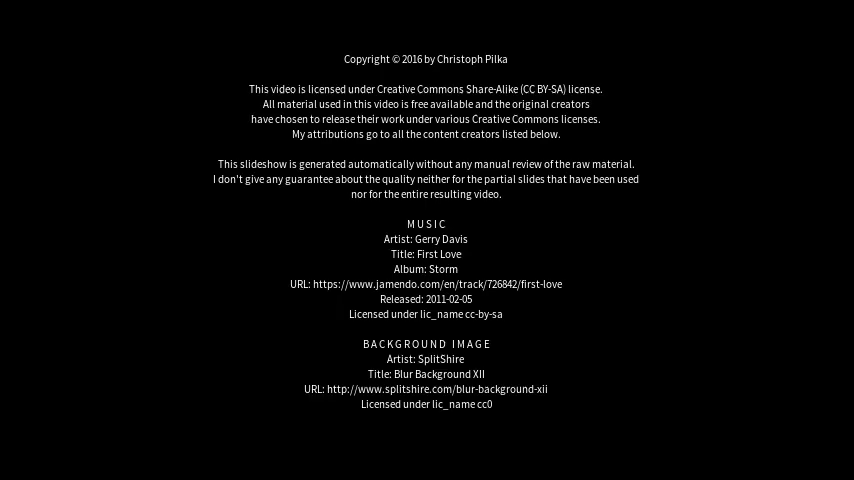 Copyright © 2016 by Christoph Pilka
This video is licensed under Creative Commons Share-Alike (CC BY-SA) license.
All material used in this video is free available and the original creators
have chosen to release their work under various Creative Commons licenses.
My attributions go to all the content creators listed below.
This slideshow is generated automatically without any manual review of the raw material.
I don't give any guarantee about the quality neither for the partial slides that have been used
nor for the entire resulting video.
MUSIC
Artist: Gerry Davis
Title: First Love
Album: Storm
URL: https://www.jamendo.com/en/track/726842/first-love
Released: 2011-02-05
Licensed under lic_name cc-by-sa
BACKGROUND IMAGE
Artist: SplitShire
Title: Blur Background XII
URL: http://www.splitshire.com/blur-background-xii
Licensed under lic_name cc0